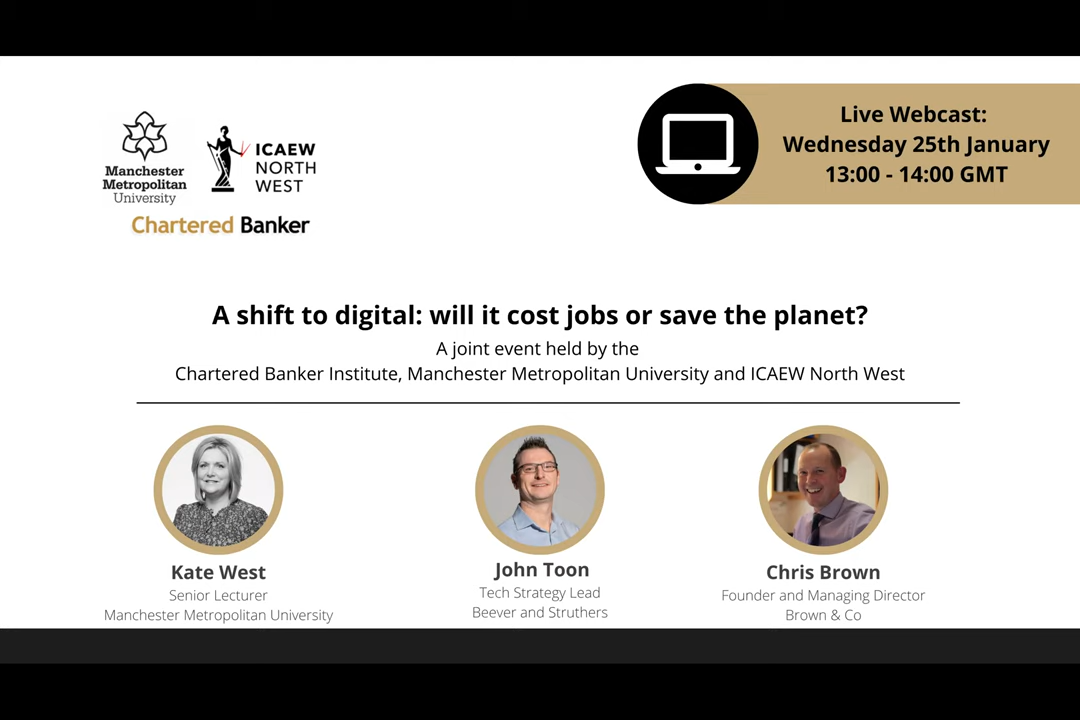 Manchester
Metropolitan
University
ICAEW
NORTH
WEST
Chartered Banker
Live Webcast:
Wednesday 25th January
13:00 - 14:00 GMT
A shift to digital: will it cost jobs or save the planet?
A joint event held by the
Chartered Banker Institute, Manchester Metropolitan University and ICAEW North West
Kate West
Senior Lecturer
Manchester Metropolitan University
John Toon
Tech Strategy Lead
Beever and Struthers
Chris Brown
Founder and Managing Director
Brown & Co